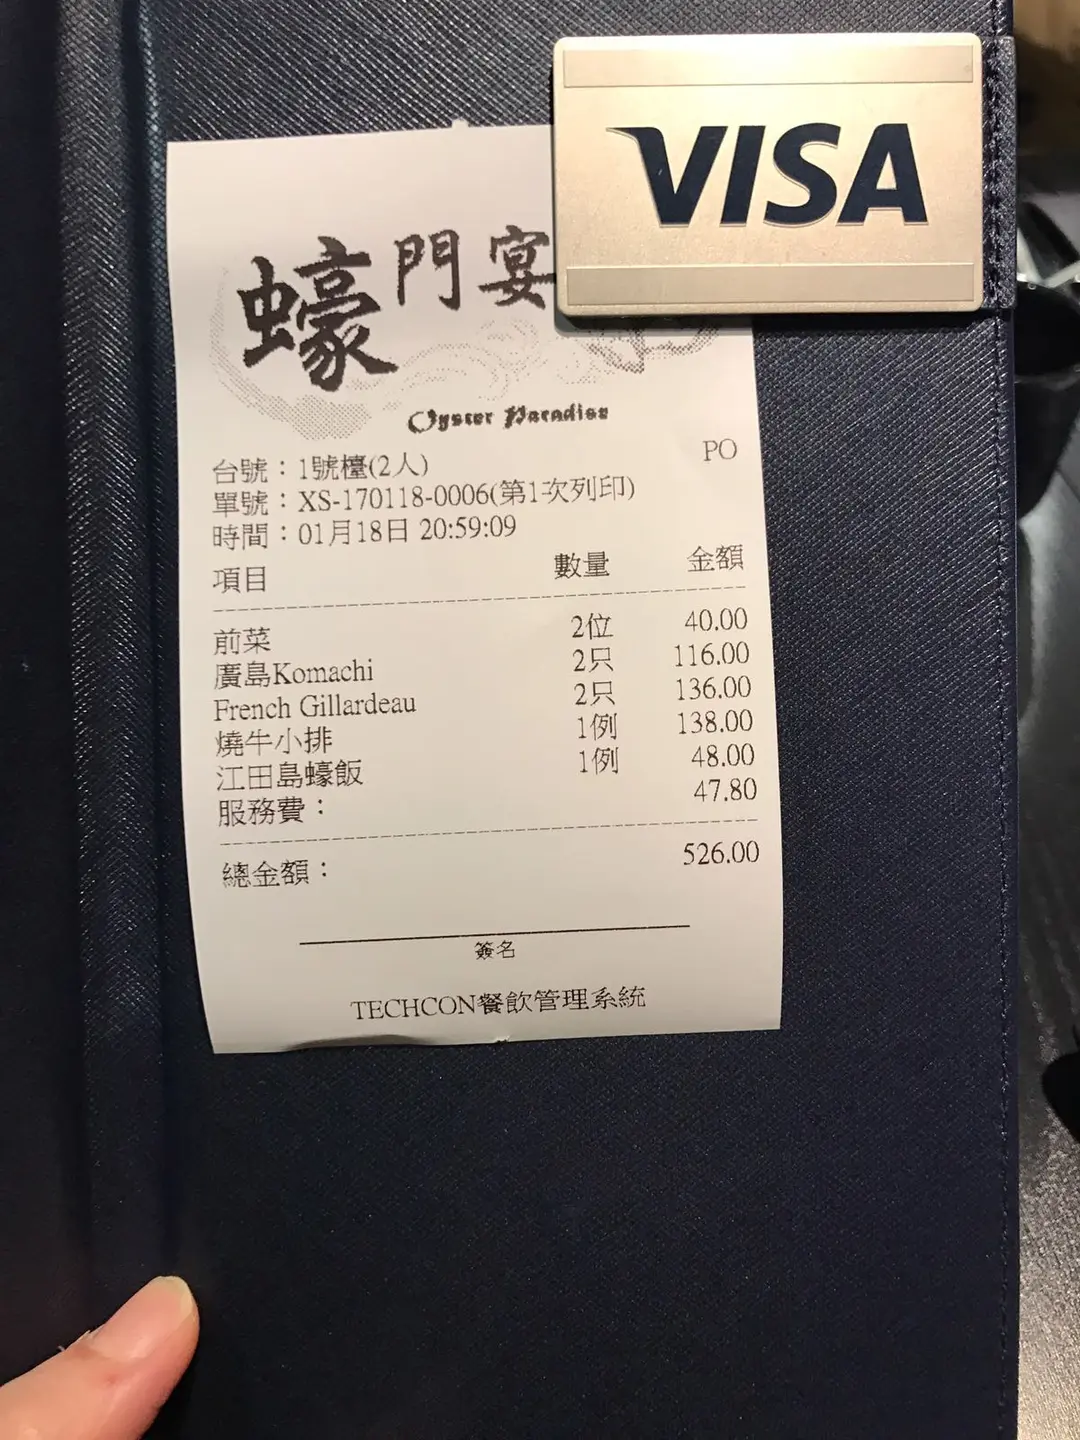 VISA
蠔門宴
Oyster Paradise
PO
台號：1號檯(2人)
單號：XS-170118-0006(第1次列印)
時間：01月18日 20:59:09
項目 數量 金額
前菜 2位 40.00
廣島Komachi 2只 116.00
French Gillardeau 2只 136.00
燒牛小排 1例 138.00
江田島蠔飯 1例 48.00
服務費： 47.80
總金額： 526.00
簽名
TECHCON餐飲管理系統